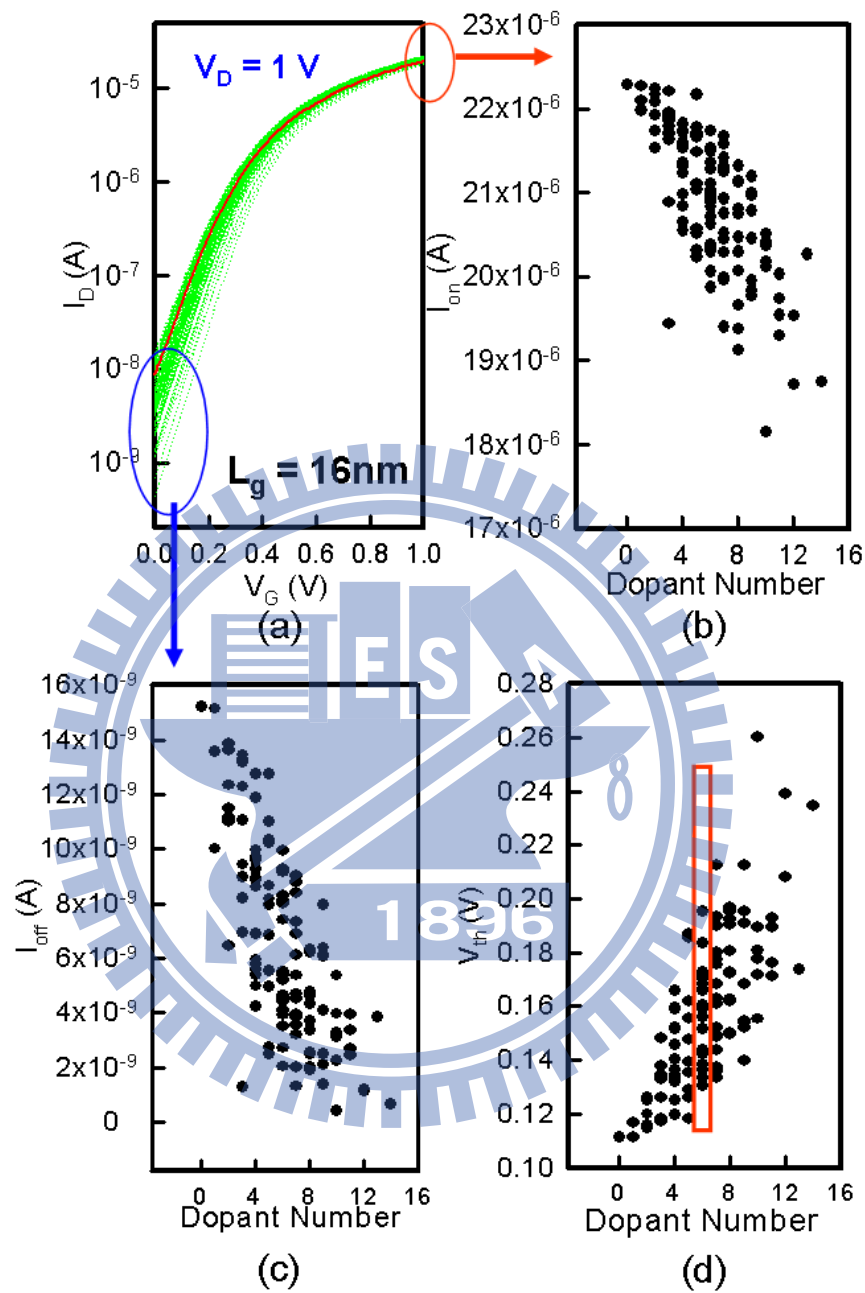 V_D = 1 V
I_D (A)
10^-5
10^-6
10^-7
10^-8
10^-9
L_g = 16nm
0.0 0.2 0.4 0.6 0.8 1.0
V_G (V)
(a)
I_on (A)
23x10^-6
22x10^-6
21x10^-6
20x10^-6
19x10^-6
18x10^-6
17x10^-6
0 4 8 12 16
Dopant Number
(b)
I_off (A)
16x10^-9
14x10^-9
12x10^-9
10x10^-9
8x10^-9
6x10^-9
4x10^-9
2x10^-9
0
0 4 8 12 16
Dopant Number
(c)
V_th (V)
0.28
0.26
0.24
0.22
0.20
0.18
0.16
0.14
0.12
0.10
0 4 8 12 16
Dopant Number
(d)
E S A
8
1896